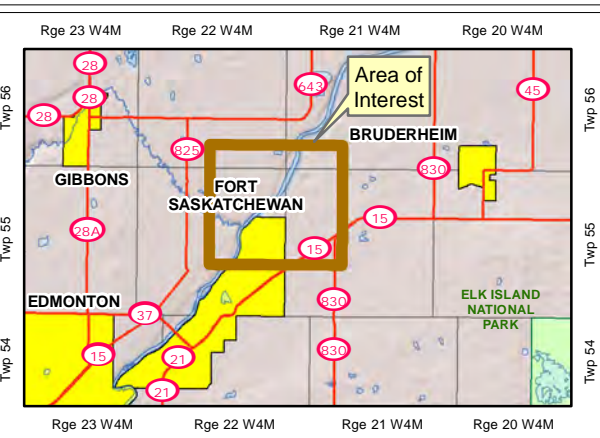 Rge 23 W4M
Rge 22 W4M
Rge 21 W4M
Rge 20 W4M
Twp 56
Twp 56
28
28
28
643
45
Area of
Interest
BRUDERHEIM
825
830
GIBBONS
FORT
SASKATCHEWAN
Twp 55
Twp 55
28A
15
15
EDMONTON
37
830
ELK ISLAND
NATIONAL
PARK
Twp 54
Twp 54
15
21
830
21
Rge 23 W4M
Rge 22 W4M
Rge 21 W4M
Rge 20 W4M